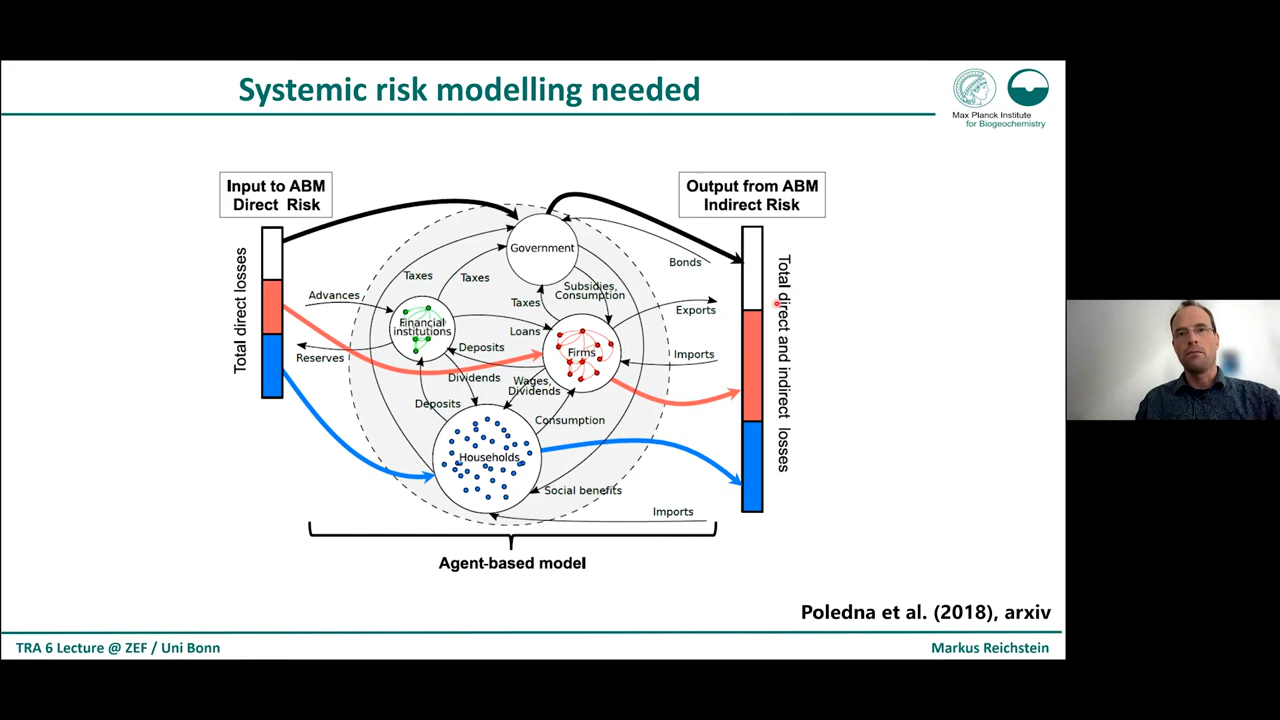 Systemic risk modelling needed
Max Planck Institute
for Biogeochemistry
Input to ABM
Direct Risk
Output from ABM
Indirect Risk
Total direct losses
Government
Taxes
Taxes
Subsidies,
Consumption
Bonds
Advances
Taxes
Exports
Financial
institutions
Loans
Reserves
Deposits
Firms
Imports
Dividends
Wages,
Dividends
Deposits
Consumption
Households
Social benefits
Imports
Total direct and indirect losses
Agent-based model
Poledna et al. (2018), arxiv
TRA 6 Lecture @ ZEF / Uni Bonn
Markus Reichstein